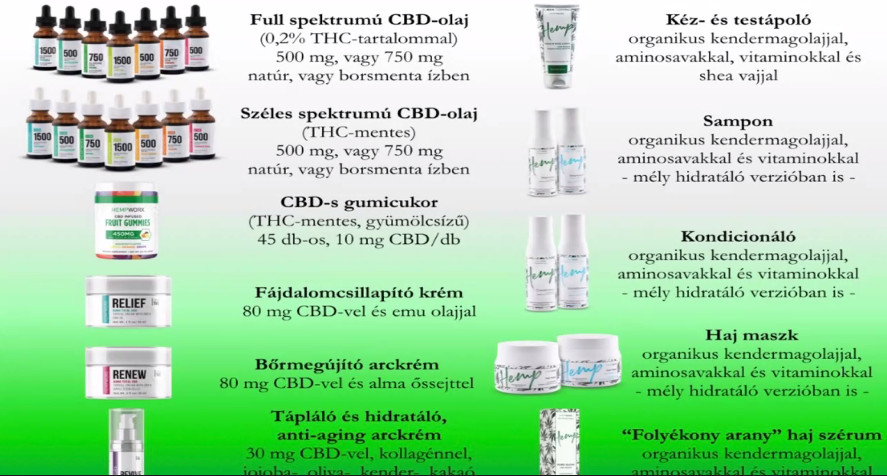 1500
500
750
1500
500
750
500
Full spektrumú CBD-olaj
(0,2% THC-tartalommal)
500 mg, vagy 750 mg
natúr, vagy borsmenta ízben
1500
500
750
1500
500
750
500
Széles spektrumú CBD-olaj
(THC-mentes)
500 mg, vagy 750 mg
natúr, vagy borsmenta ízben
HEMPWORX
FRUIT GUMMIES
450MG
CBD-s gumicukor
(THC-mentes, gyümölcsízű)
45 db-os, 10 mg CBD/db
RELIEF
Fájdalomcsillapító krém
80 mg CBD-vel és emu olajjal
RENEW
Bőrmegújító arckrém
80 mg CBD-vel és alma őssejttel
REVIVE
Tápláló és hidratáló,
anti-aging arckrém
30 mg CBD-vel, kollagénnel,
jojoba-, oliva-, kender-, kakaó
Hemp
Kéz- és testápoló
organikus kendermagolajjal,
aminosavakkal, vitaminokkal és
shea vajjal
Hemp
Sampon
organikus kendermagolajjal,
aminosavakkal és vitaminokkal
- mély hidratáló verzióban is -
Hemp
Kondicionáló
organikus kendermagolajjal,
aminosavakkal és vitaminokkal
- mély hidratáló verzióban is -
Hemp Hemp
Haj maszk
organikus kendermagolajjal,
aminosavakkal és vitaminokkal
- mély hidratáló verzióban is -
Hemp
“Folyékony arany” haj szérum
organikus kendermagolajjal,
aminosavakkal és vitaminokkal